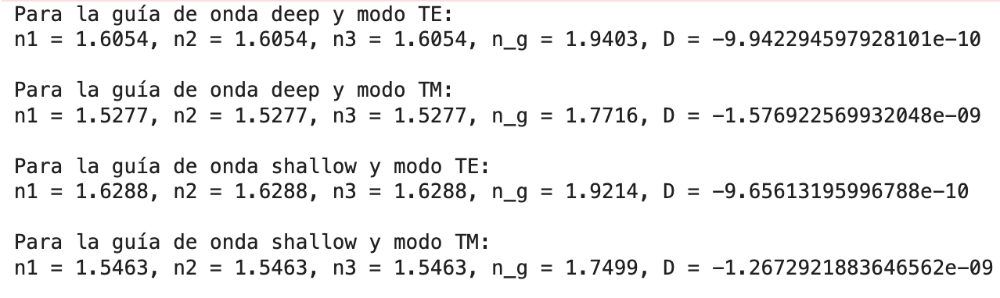 Para la guía de onda deep y modo TE:
n1 = 1.6054, n2 = 1.6054, n3 = 1.6054, n_g = 1.9403, D = -9.942294597928101e-10
Para la guía de onda deep y modo TM:
n1 = 1.5277, n2 = 1.5277, n3 = 1.5277, n_g = 1.7716, D = -1.576922569932048e-09
Para la guía de onda shallow y modo TE:
n1 = 1.6288, n2 = 1.6288, n3 = 1.6288, n_g = 1.9214, D = -9.65613195996788e-10
Para la guía de onda shallow y modo TM:
n1 = 1.5463, n2 = 1.5463, n3 = 1.5463, n_g = 1.7499, D = -1.2672921883646562e-09